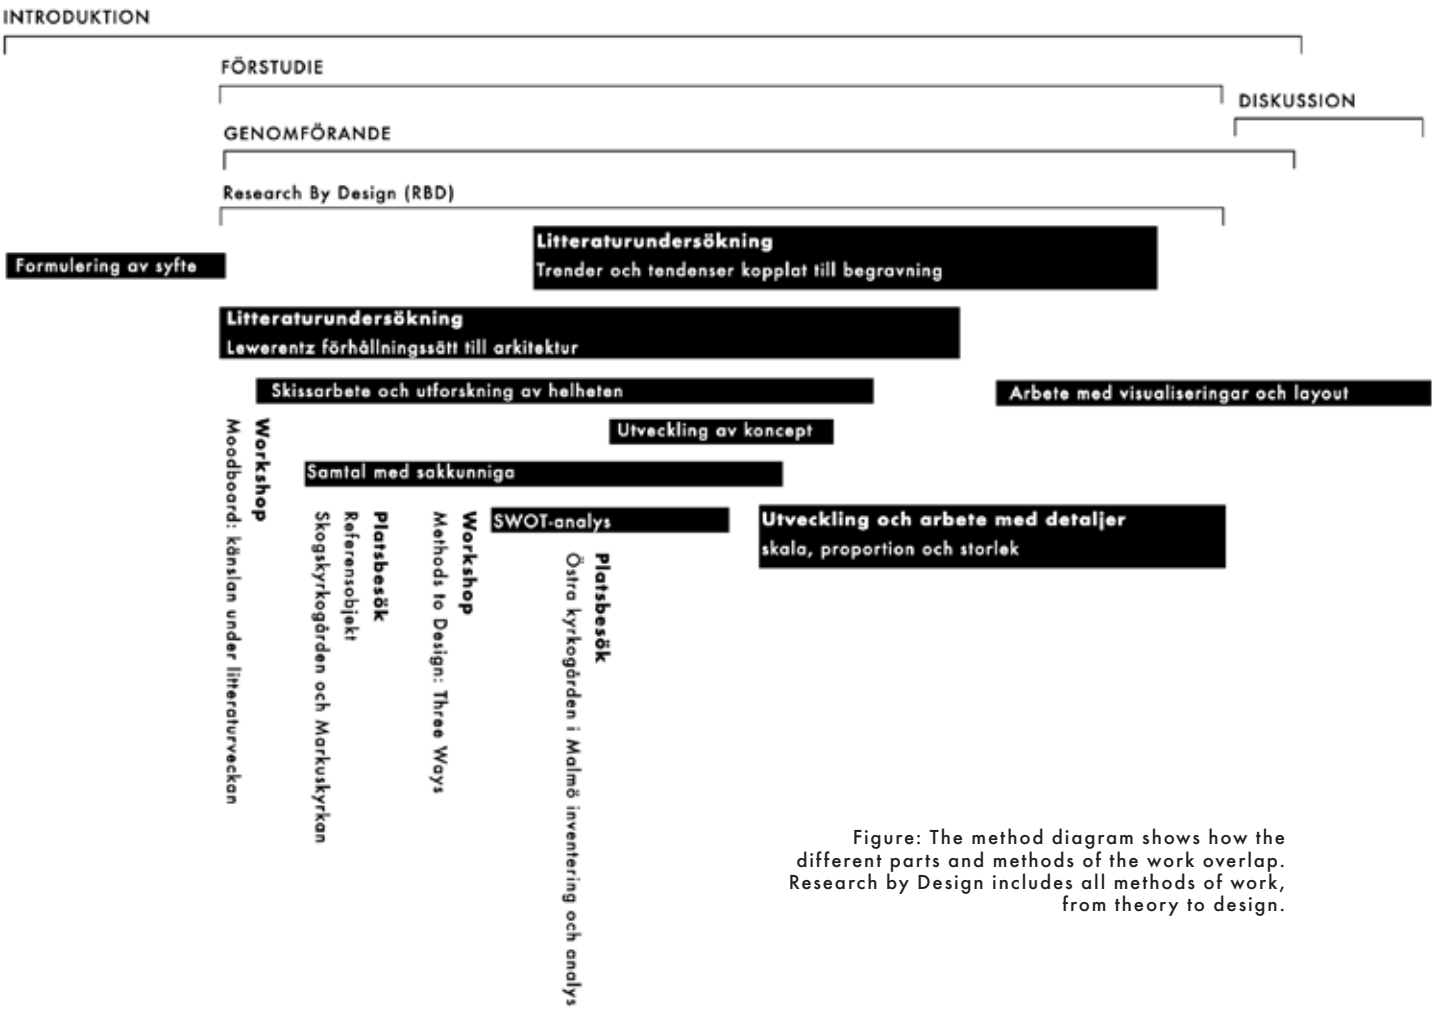 INTRODUKTION
FÖRSTUDIE
DISKUSSION
GENOMFÖRANDE
Research By Design (RBD)
Litteraturundersökning
Trender och tendenser kopplat till begravning
Formulering av syfte
Litteraturundersökning
Lewerentz förhållningssätt till arkitektur
Skissarbete och utforskning av helheten
Arbete med visualiseringar och layout
Utveckling av koncept
Samtal med sakkunniga
SWOT-analys
Utveckling och arbete med detaljer
skala, proportion och storlek
Workshop
Moodboard: känslan under litteraturveckan
Platsbesök
Referensobjekt
Skogskyrkogården och Markuskyrkan
Workshop
Methods to Design: Three Ways
Platsbesök
Östra kyrkogården i Malmö inventering och analys
Figure: The method diagram shows how the
different parts and methods of the work overlap.
Research by Design includes all methods of work,
from theory to design.